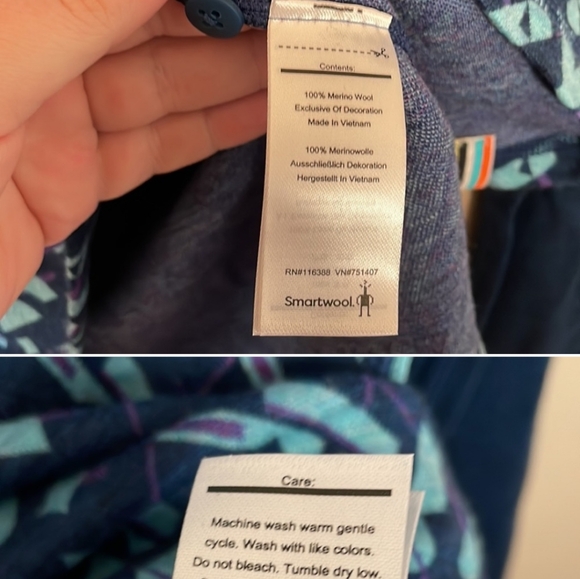 Contents:
100% Merino Wool
Exclusive Of Decoration
Made In Vietnam
100% Merinowolle
Ausschließlich Dekoration
Hergestellt In Vietnam
RN#116388 VN#751407
Smartwool.
Care:
Machine wash warm gentle
cycle. Wash with like colors.
Do not bleach. Tumble dry low.